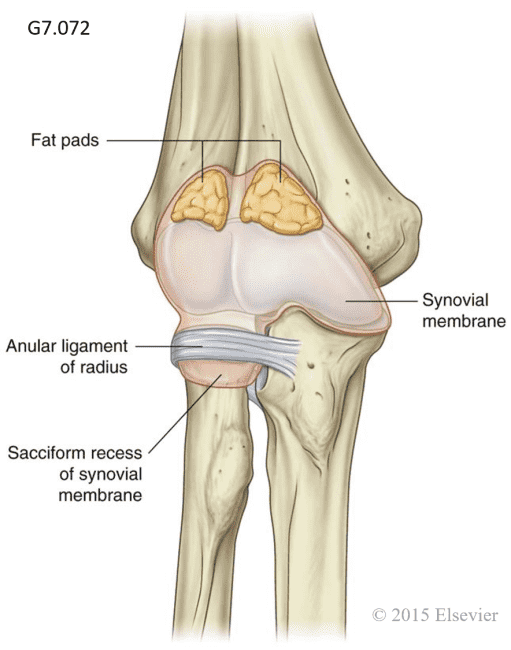 G7.072
Fat pads
Synovial
membrane
Anular ligament
of radius
Sacciform recess
of synovial
membrane
© 2015 Elsevier